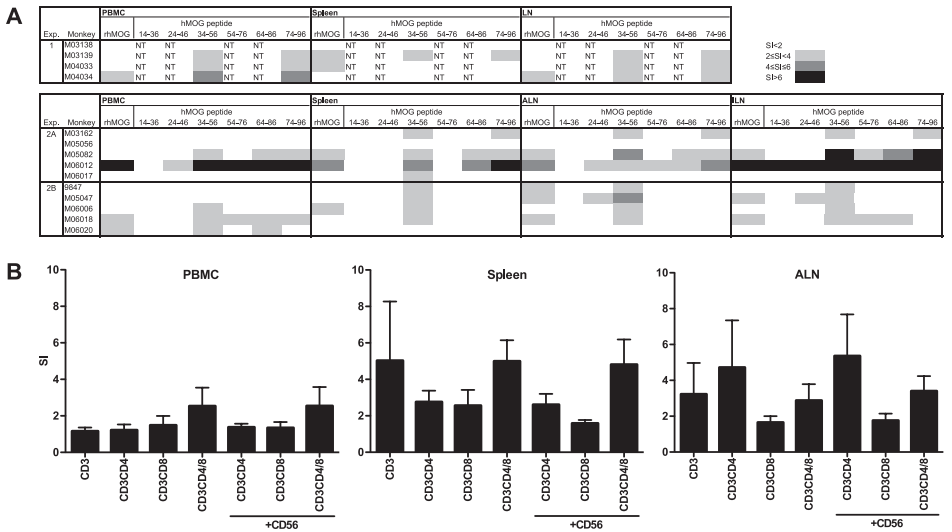 A
PBMC Spleen LN
hMOG peptide hMOG peptide hMOG peptide
Exp. Monkey rhMOG 14-36 24-46 34-56 54-76 64-86 74-96 rhMOG 14-36 24-46 34-56 54-76 64-86 74-96 rhMOG 14-36 24-46 34-56 54-76 64-86 74-96
1 M03138 NT NT NT NT NT NT NT NT NT NT NT NT
M03139 NT NT NT NT NT NT NT NT NT NT NT NT
M04033 NT NT NT NT NT NT NT NT NT NT NT NT
M04034 NT NT NT NT NT NT NT NT NT NT NT NT
SI<2
2≤SI<4
4≤SI≤6
SI>6
PBMC Spleen ALN ILN
hMOG peptide hMOG peptide hMOG peptide hMOG peptide
Exp. Monkey rhMOG 14-36 24-46 34-56 54-76 64-86 74-96 rhMOG 14-36 24-46 34-56 54-76 64-86 74-96 rhMOG 14-36 24-46 34-56 54-76 64-86 74-96 rhMOG 14-36 24-46 34-56 54-76 64-86 74-96
2A M03162
M05056
M05082
M06012
M06017
2B 9847
M05047
M06006
M06018
M06020
B
PBMC
SI
10
8
6
4
2
0
CD3 CD3CD4 CD3CD8 CD3CD4/8 CD3CD4 CD3CD8 CD3CD4/8
+CD56
Spleen
10
8
6
4
2
0
CD3 CD3CD4 CD3CD8 CD3CD4/8 CD3CD4 CD3CD8 CD3CD4/8
+CD56
ALN
10
8
6
4
2
0
CD3 CD3CD4 CD3CD8 CD3CD4/8 CD3CD4 CD3CD8 CD3CD4/8
+CD56